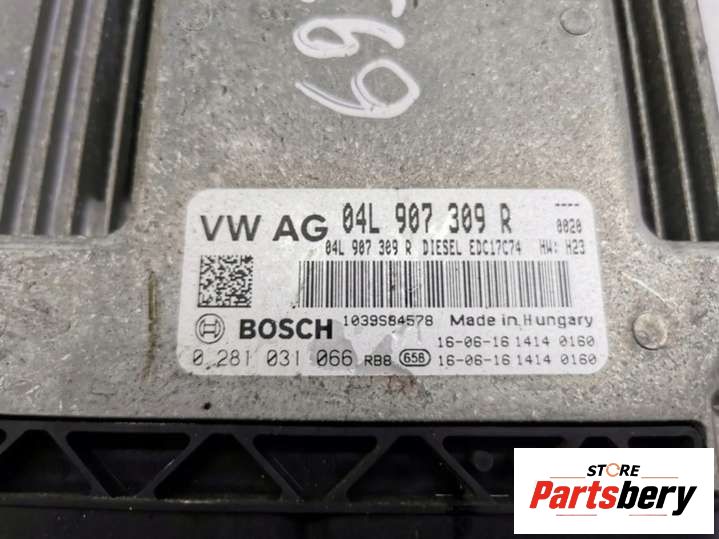 69
VW AG 04L 907 309 R ----
0020
04L 907 309 R DIESEL EDC17C74 HW: H23
BOSCH 1039S84578 Made in Hungary
16-06-16 1414 0160
0 281 031 066 RB8 658 16-06-16 1414 0160
STORE
Partsbery